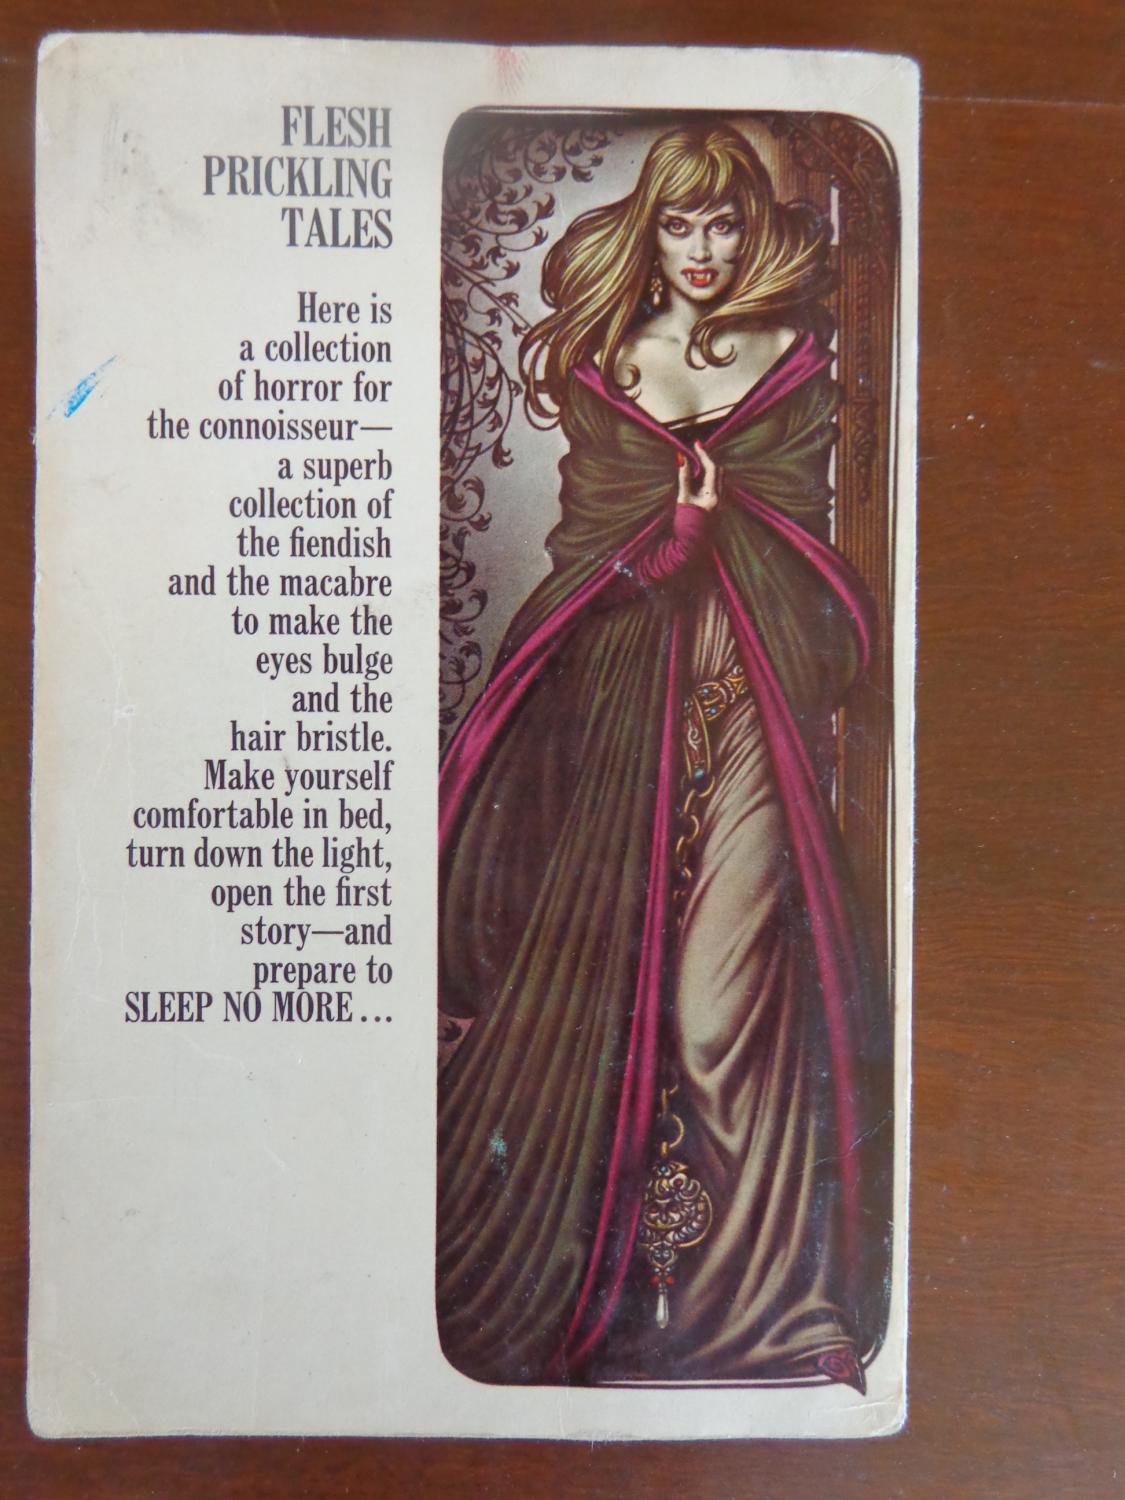 FLESH
PRICKLING
TALES
Here is
a collection
of horror for
the connoisseur—
a superb
collection of
the fiendish
and the macabre
to make the
eyes bulge
and the
hair bristle.
Make yourself
comfortable in bed,
turn down the light,
open the first
story—and
prepare to
SLEEP NO MORE...